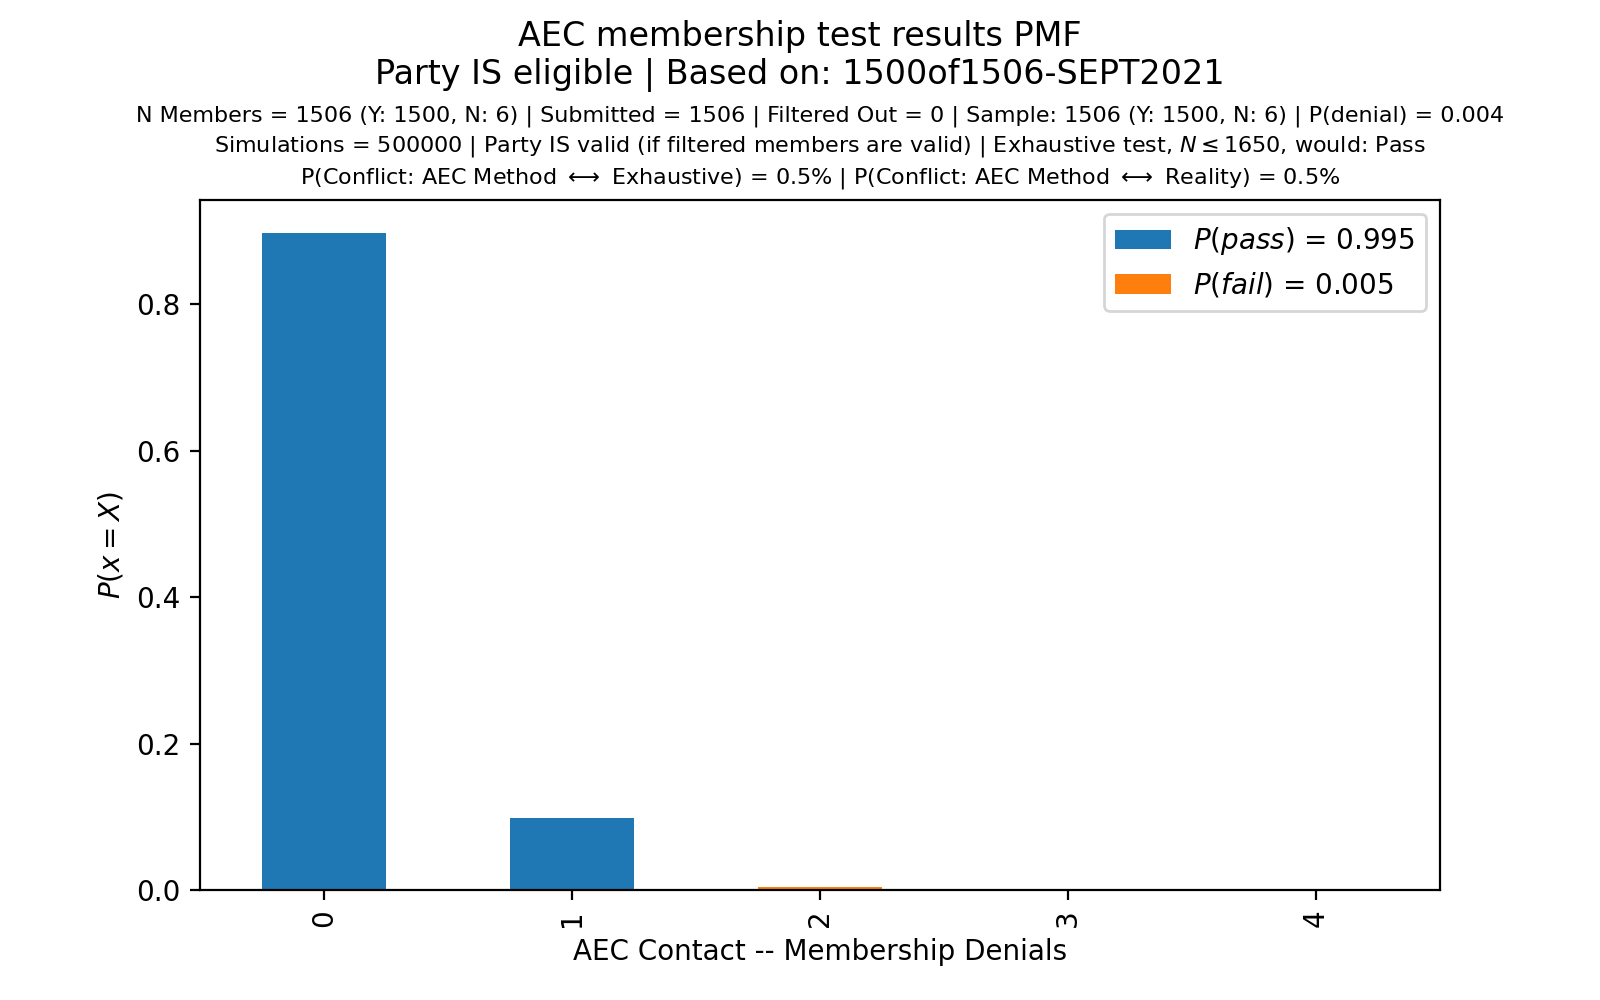 AEC membership test results PMF
Party IS eligible | Based on: 1500of1506-SEPT2021
N Members = 1506 (Y: 1500, N: 6) | Submitted = 1506 | Filtered Out = 0 | Sample: 1506 (Y: 1500, N: 6) | P(denial) = 0.004
Simulations = 500000 | Party IS valid (if filtered members are valid) | Exhaustive test, N ≤ 1650, would: Pass
P(Conflict: AEC Method ⟷ Exhaustive) = 0.5% | P(Conflict: AEC Method ⟷ Reality) = 0.5%
P(pass) = 0.995
P(fail) = 0.005
0.8
0.6
0.4
0.2
0.0
P(x = X)
0 1 2 3 4
AEC Contact -- Membership Denials